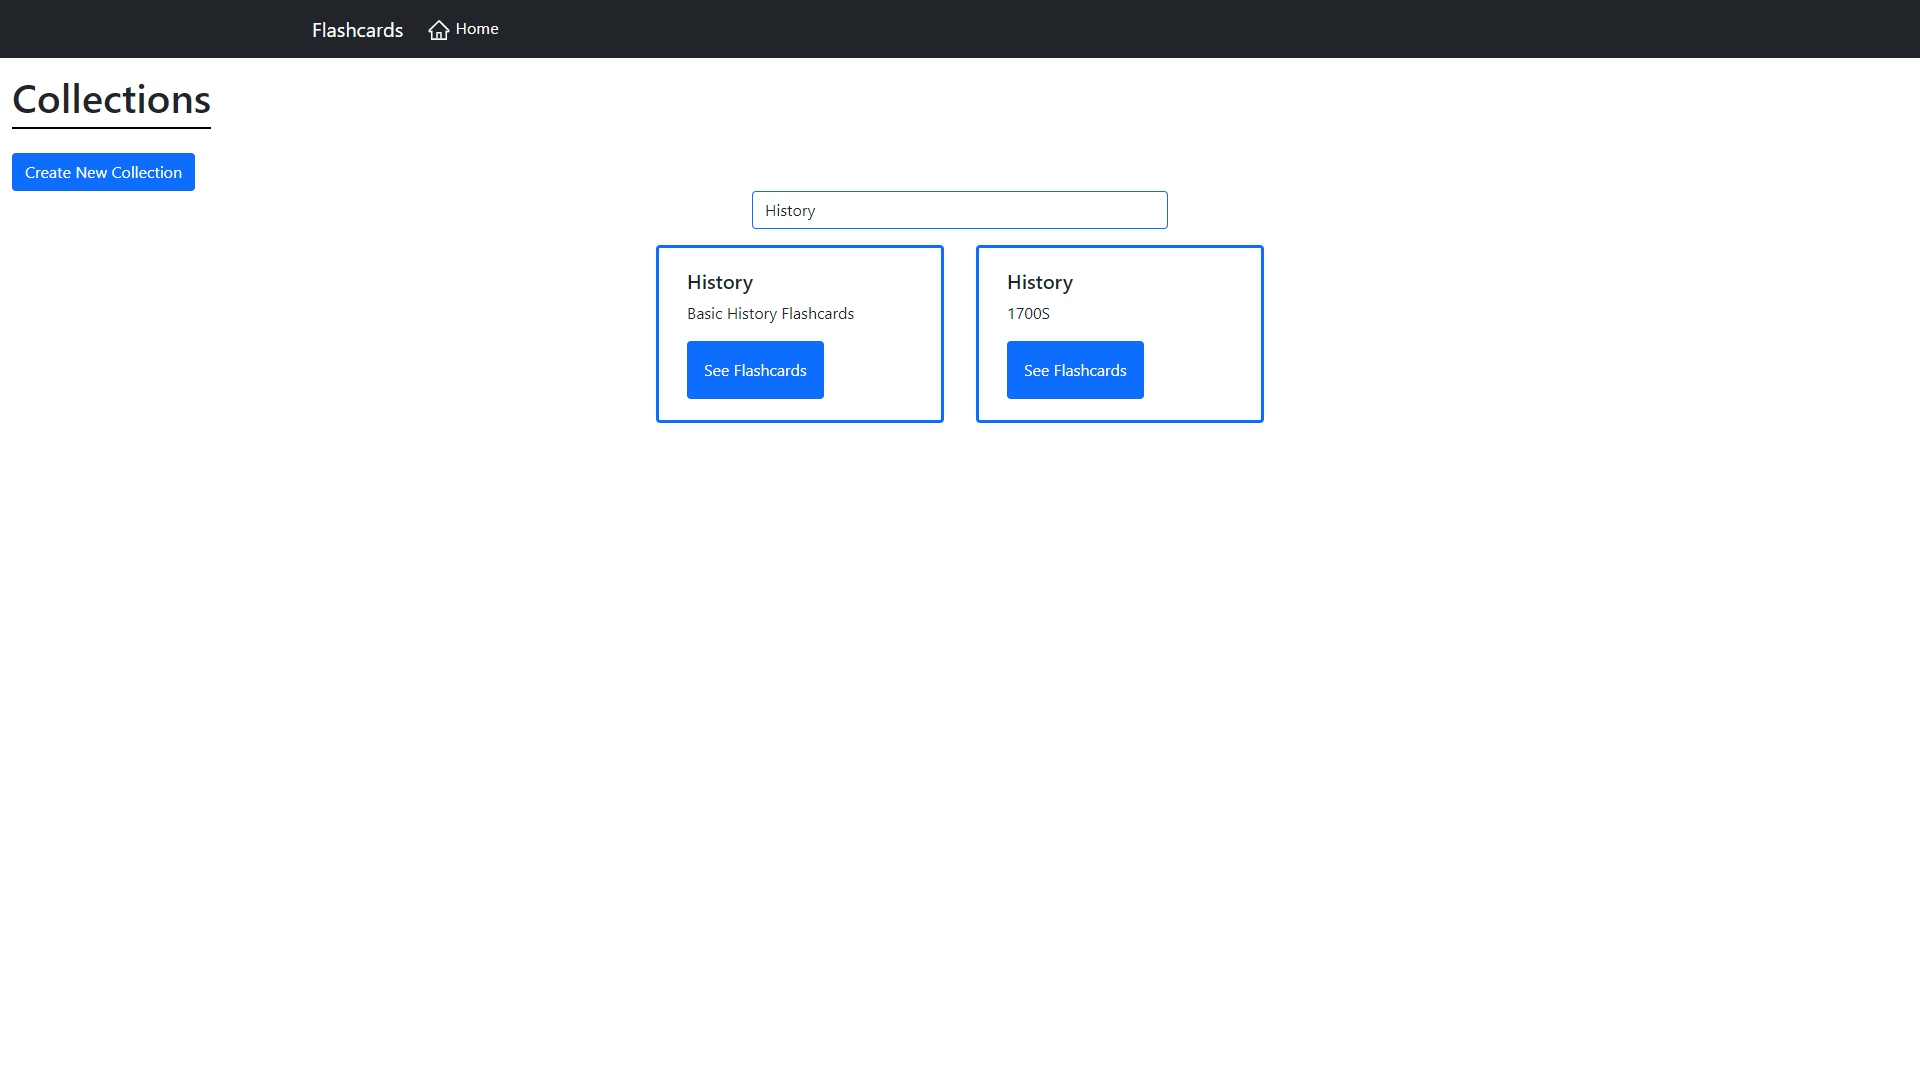 Flashcards Home
Collections
Create New Collection
History
History
Basic History Flashcards
See Flashcards
History
1700S
See Flashcards